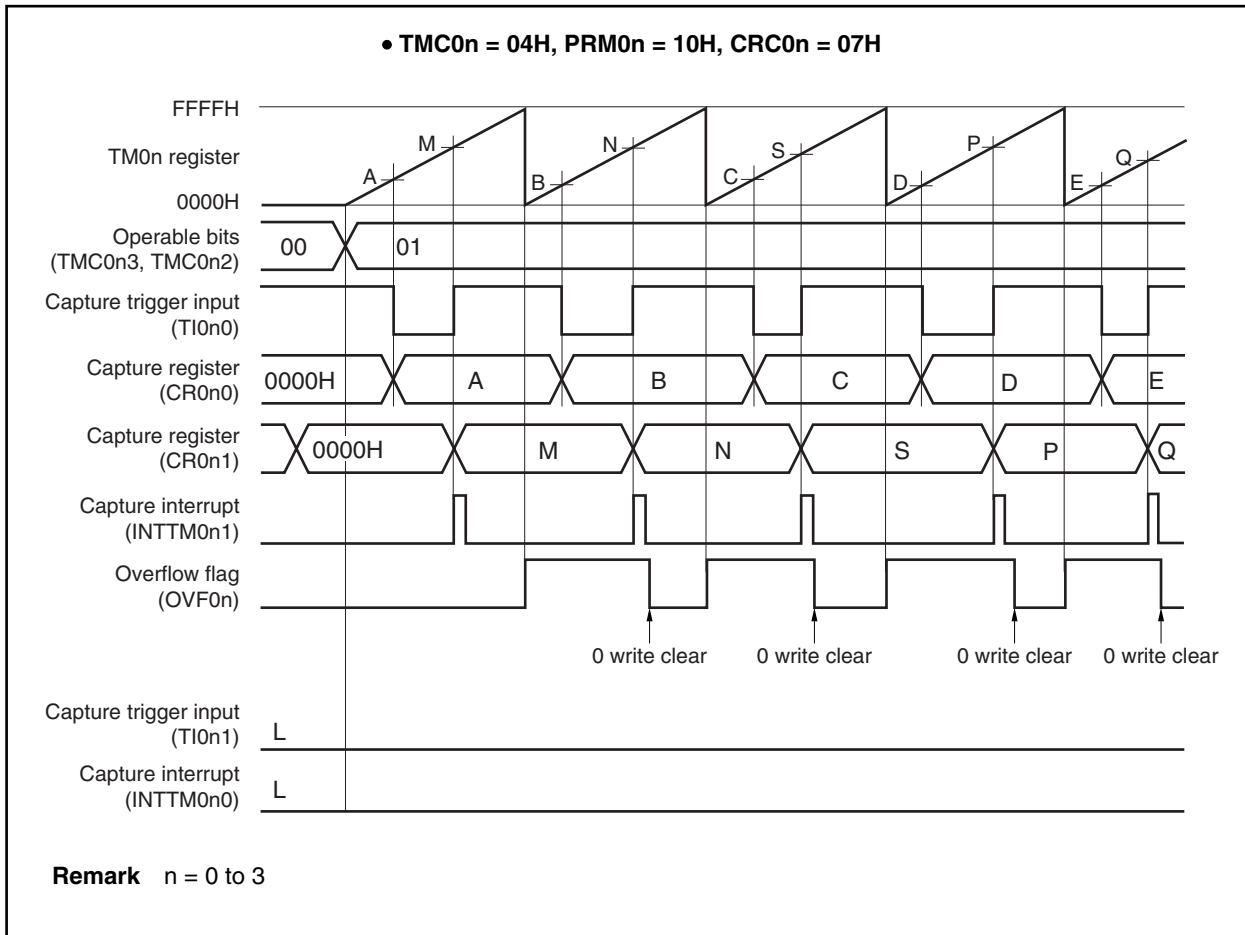 • TMC0n = 04H, PRM0n = 10H, CRC0n = 07H
FFFFH
TM0n register
0000H
A M B N C S D P E Q
Operable bits
(TMC0n3, TMC0n2)
00 01
Capture trigger input
(TI0n0)
Capture register
(CR0n0)
0000H A B C D E
Capture register
(CR0n1)
0000H M N S P Q
Capture interrupt
(INTTM0n1)
Overflow flag
(OVF0n)
0 write clear 0 write clear 0 write clear 0 write clear
Capture trigger input
(TI0n1)
L
Capture interrupt
(INTTM0n0)
L
Remark n = 0 to 3